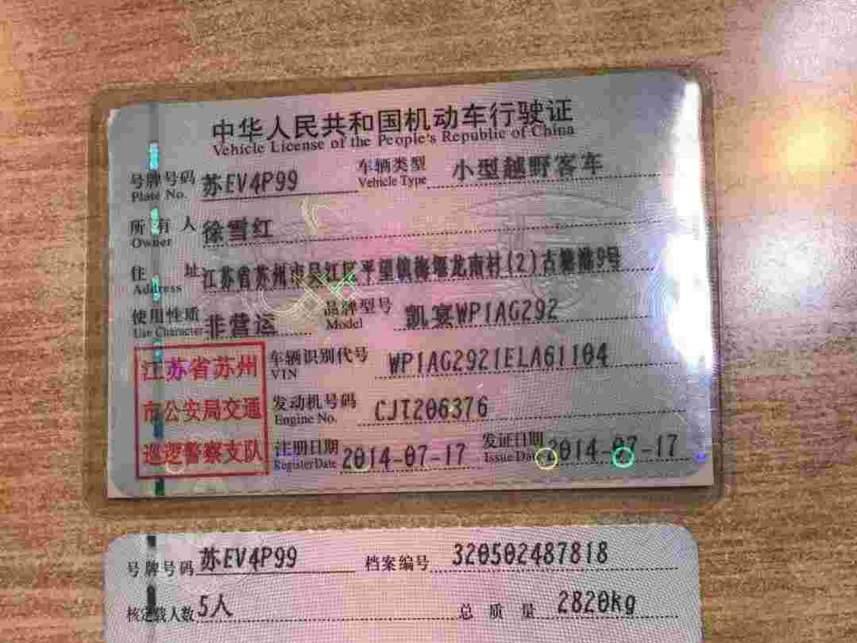 中华人民共和国机动车行驶证
Vehicle License of the People's Republic of China
号牌号码 苏EV4P99 车辆类型 小型越野客车
Plate No. Vehicle Type
所有人 徐雪红
Owner
住址 江苏省苏州市吴江区平望镇梅堰龙南村(2)古塘港9号
Address
使用性质 非营运 品牌型号 凯宴WP1AG292
Use Character Model
江苏省苏州 车辆识别代号 WP1AG2921ELA61104
VIN
市公安局交通 发动机号码 CJT206376
Engine No.
巡逻警察支队 注册日期 2014-07-17 发证日期 2014-07-17
Register Date Issue Date
号牌号码 苏EV4P99 档案编号 320502487818
核定载人数 5人 总质量 2820kg